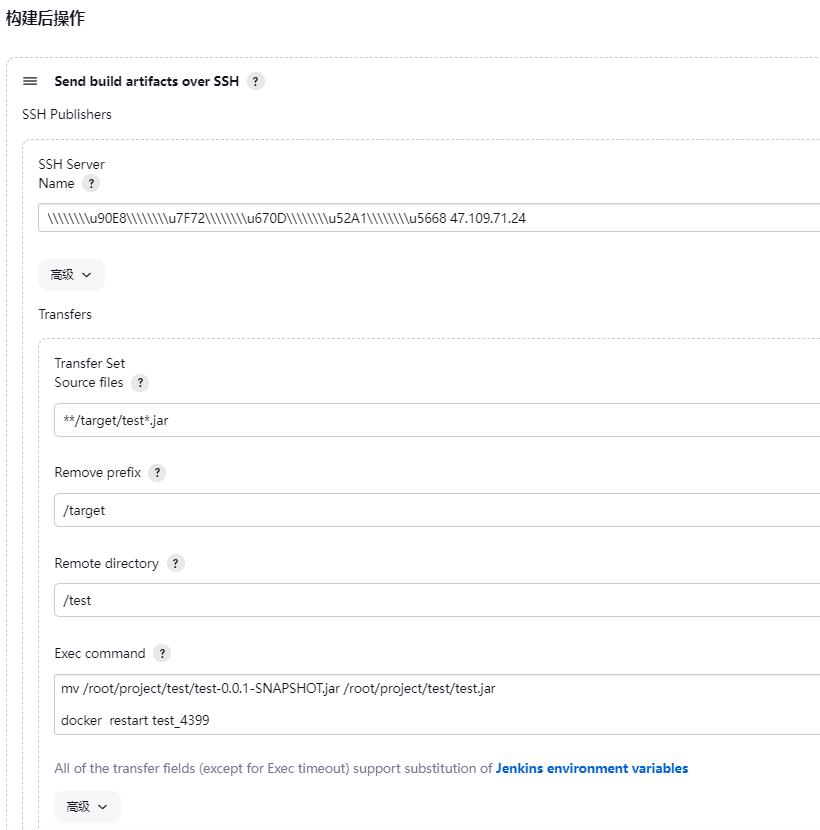 构建后操作
Send build artifacts over SSH ?
SSH Publishers
SSH Server
Name ?
\\\\\\\\u90E8\\\\\\\\u7F72\\\\\\\\u670D\\\\\\\\u52A1\\\\\\\\u5668 47.109.71.24
高级
Transfers
Transfer Set
Source files ?
**/target/test*.jar
Remove prefix ?
/target
Remote directory ?
/test
Exec command ?
mv /root/project/test/test-0.0.1-SNAPSHOT.jar /root/project/test/test.jar
docker  restart test_4399
All of the transfer fields (except for Exec timeout) support substitution of Jenkins environment variables
高级